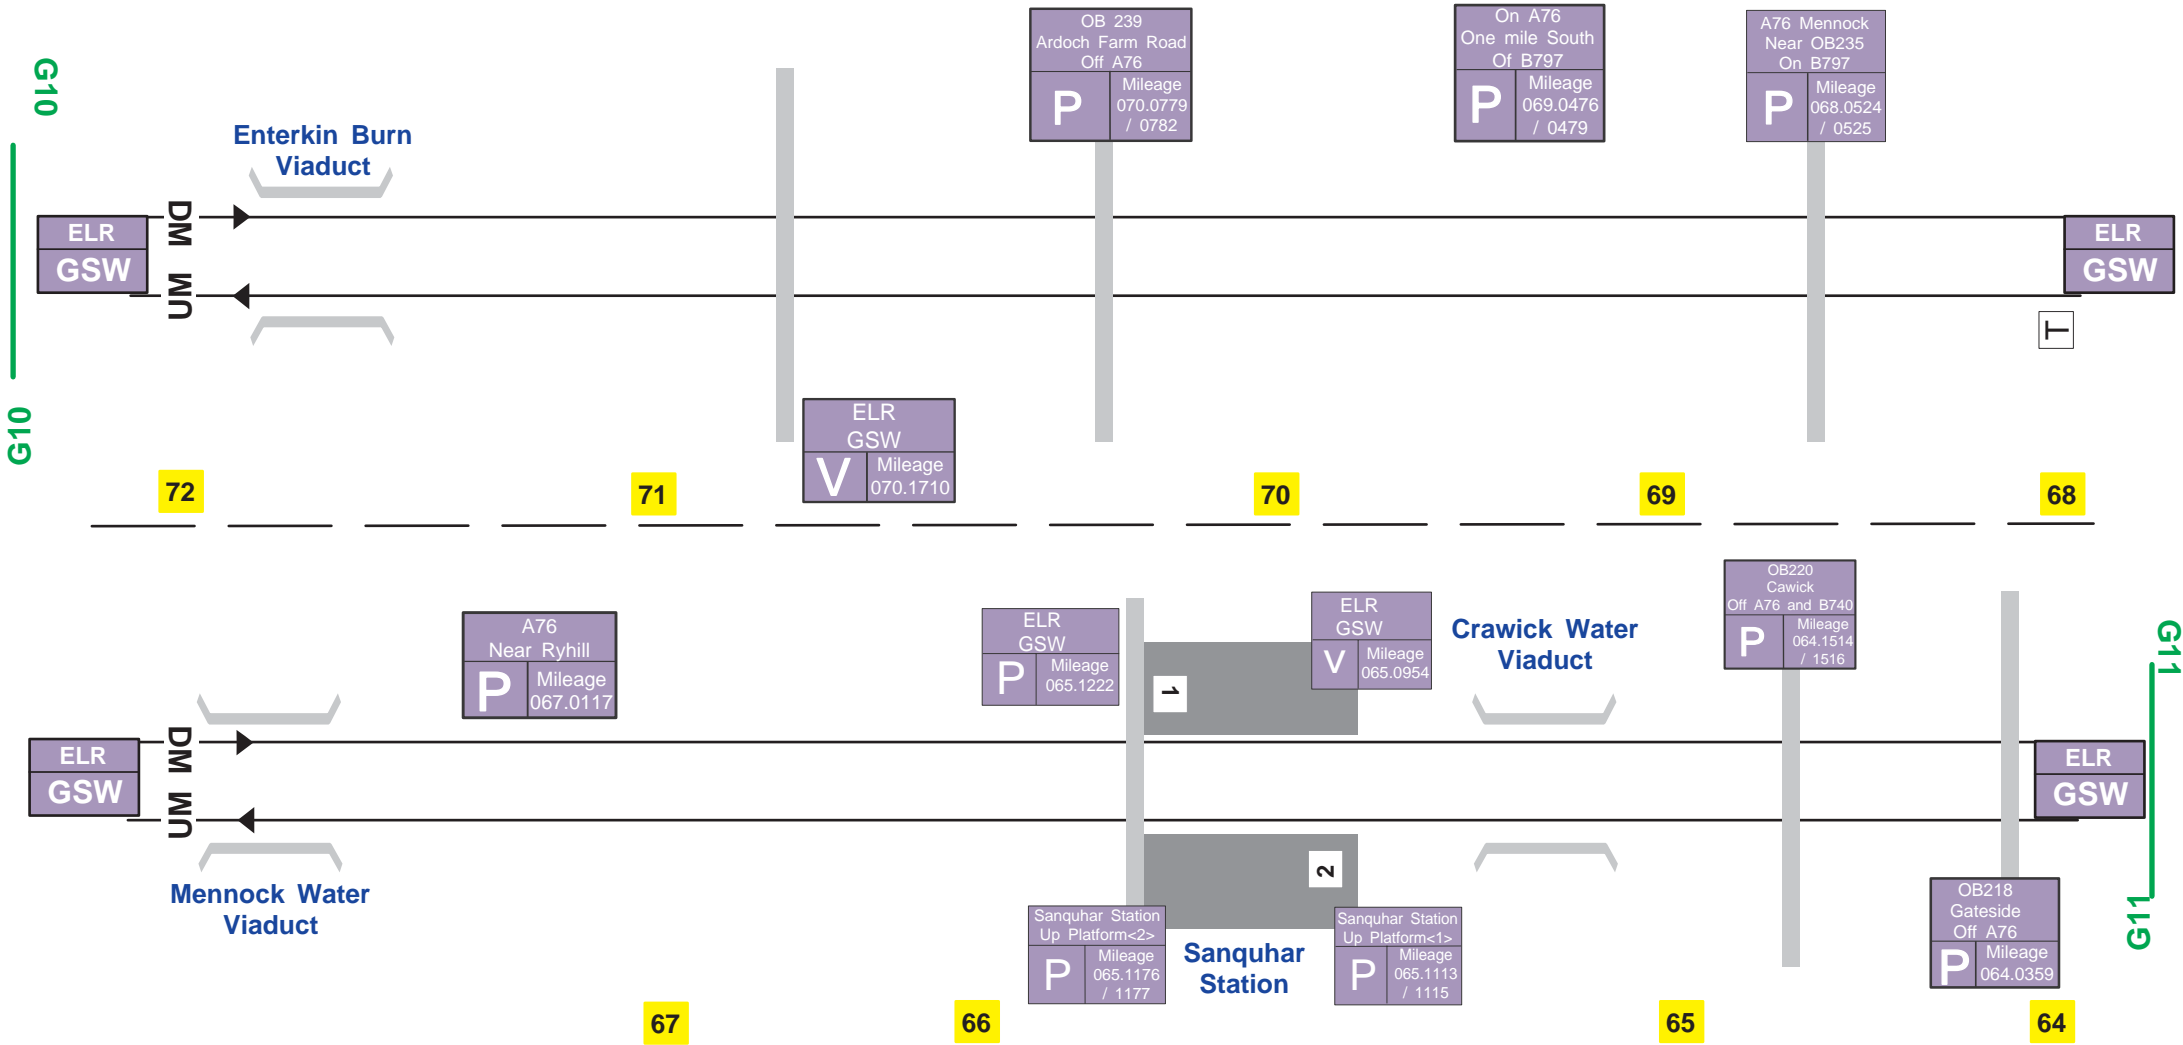 G10
G10
Enterkin Burn
Viaduct
ELR
GSW
DM
UM
OB 239
Ardoch Farm Road
Off A76
P
Mileage
070.0779
/ 0782
On A76
One mile South
Of B797
P
Mileage
069.0476
/ 0479
A76 Mennock
Near OB235
On B797
P
Mileage
068.0524
/ 0525
ELR
GSW
T
ELR
GSW
V
Mileage
070.1710
72
71
70
69
68
A76
Near Ryhill
P
Mileage
067.0117
ELR
GSW
P
Mileage
065.1222
1
ELR
GSW
V
Mileage
065.0954
Crawick Water
Viaduct
OB220
Cawick
Off A76 and B740
P
Mileage
064.1514
/ 1516
G11
G11
ELR
GSW
DM
UM
ELR
GSW
Mennock Water
Viaduct
2
Sanquhar Station
Up Platform<2>
P
Mileage
065.1176
/ 1177
Sanquhar
Station
Sanquhar Station
Up Platform<1>
P
Mileage
065.1113
/ 1115
OB218
Gateside
Off A76
P
Mileage
064.0359
67
66
65
64